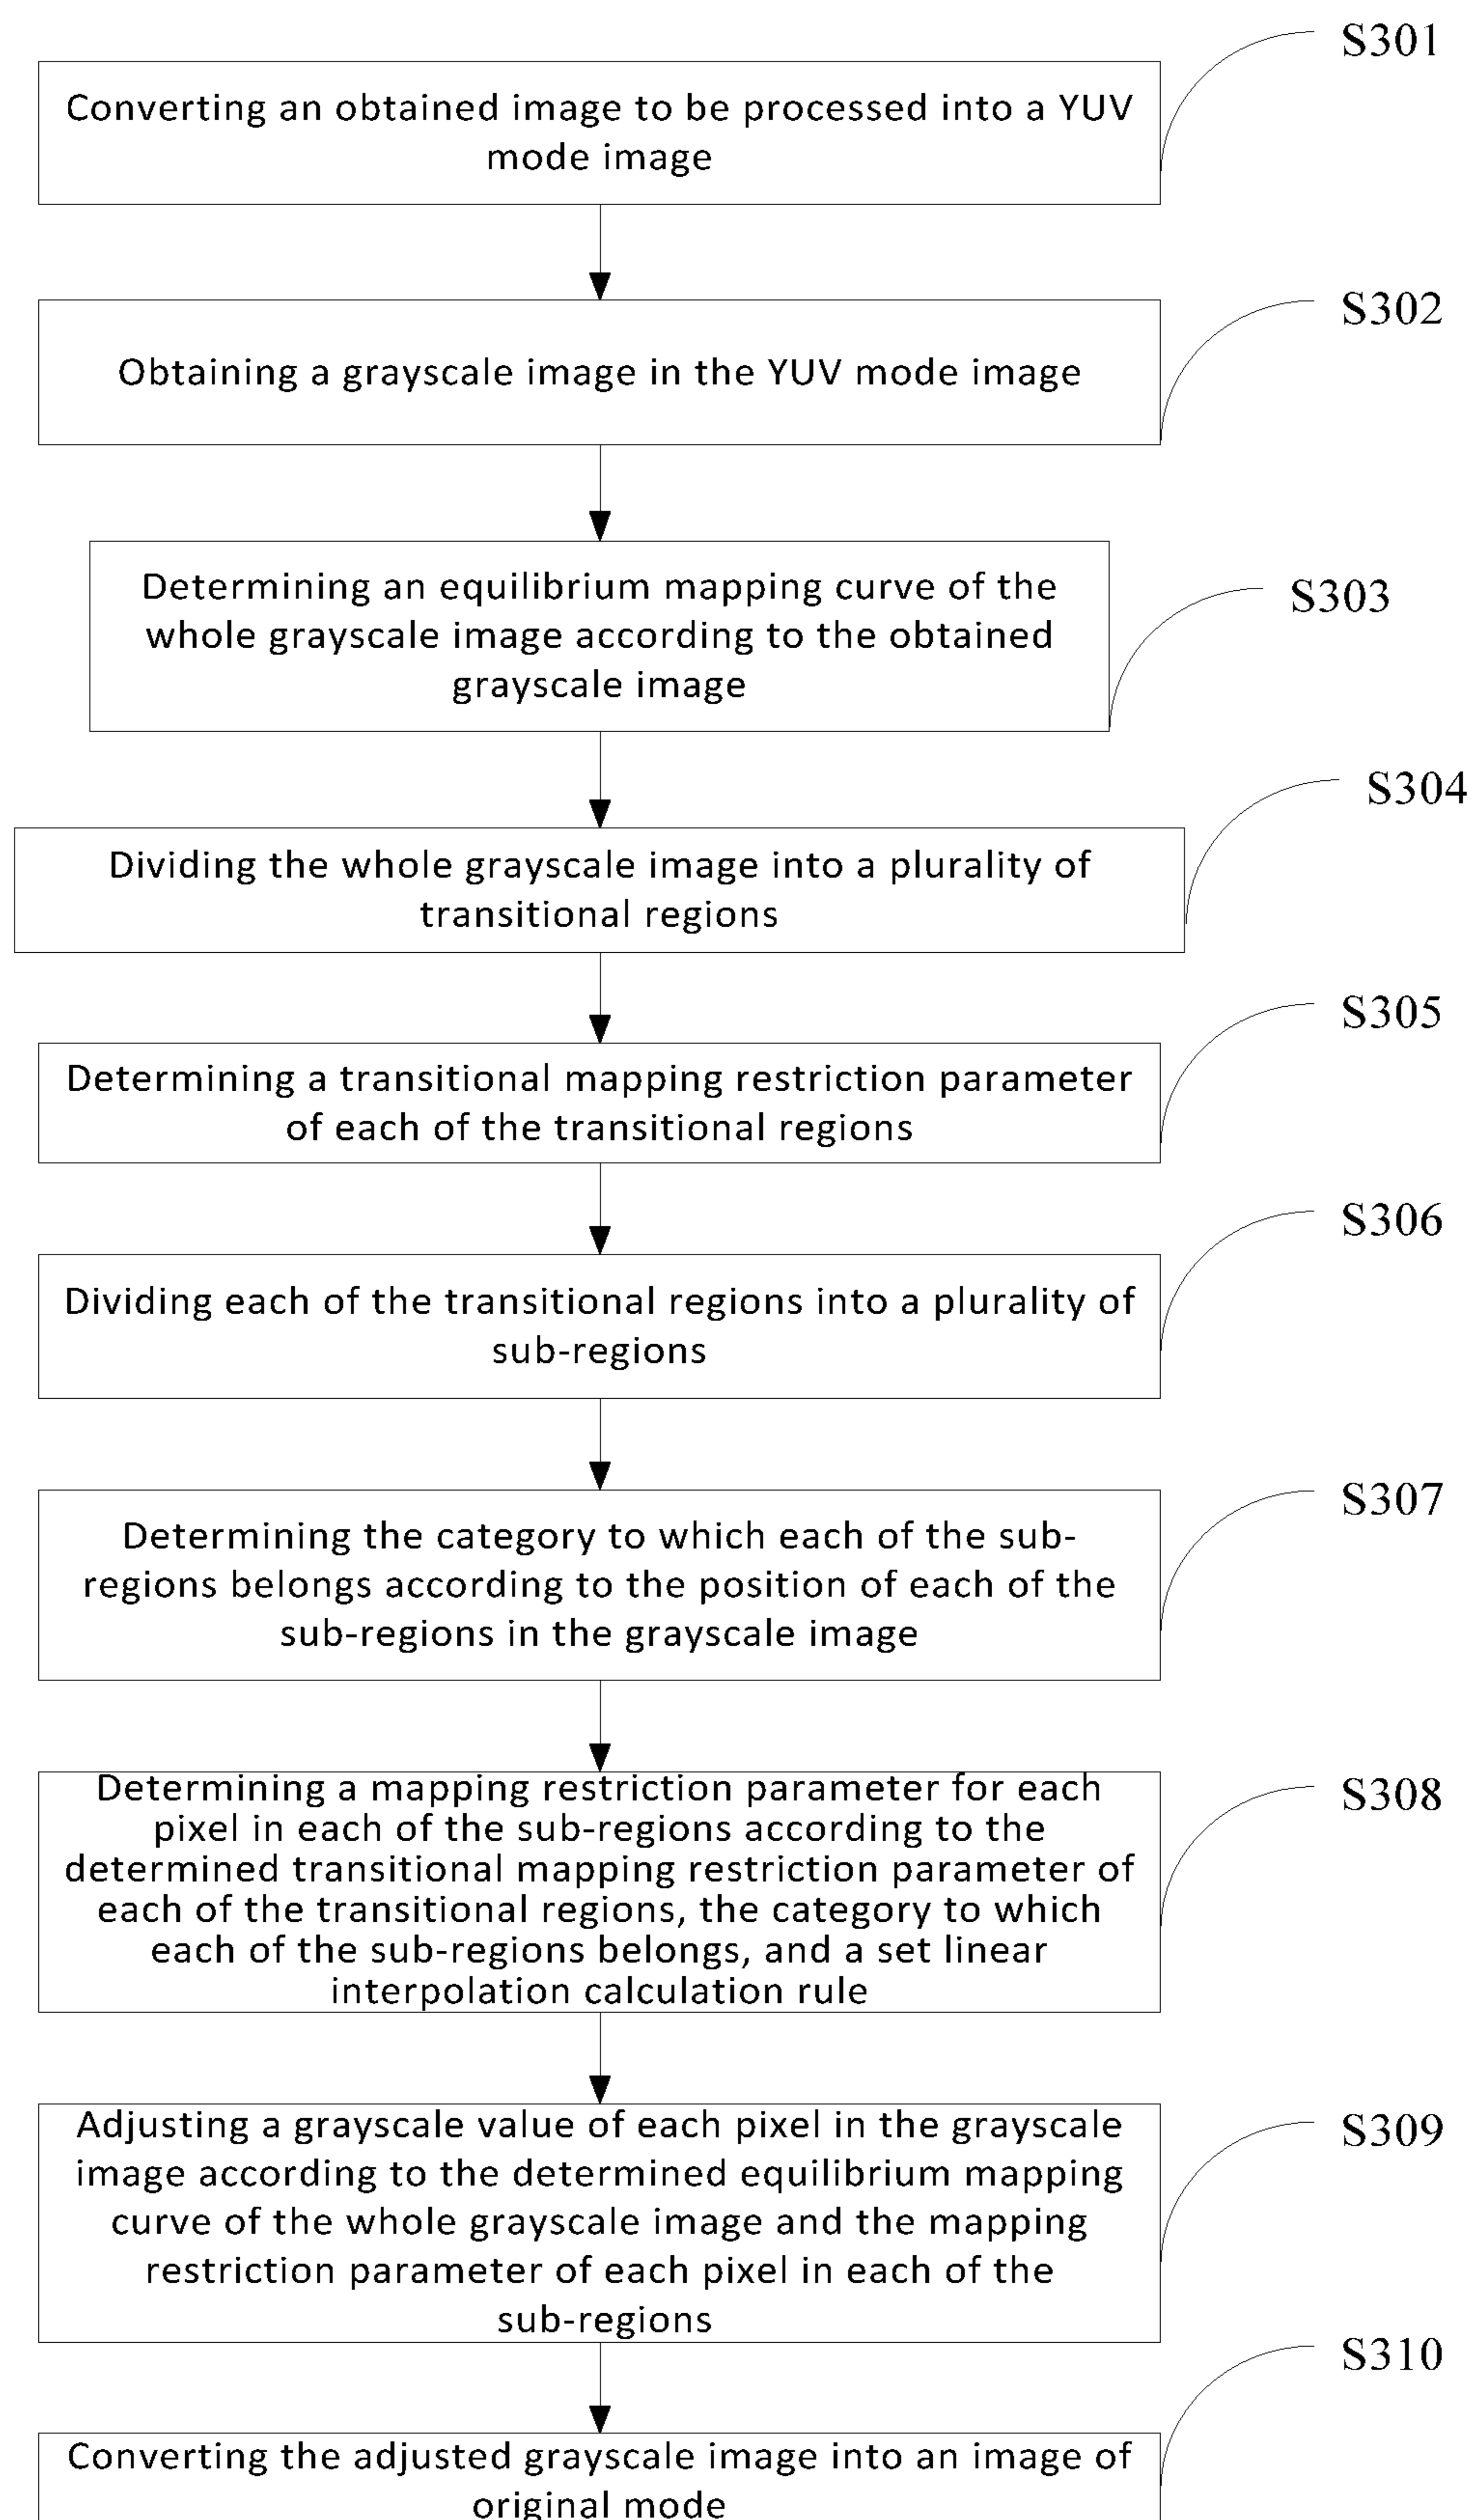 S301
Converting an obtained image to be processed into a YUV
mode image
S302
Obtaining a grayscale image in the YUV mode image
S303
Determining an equilibrium mapping curve of the
whole grayscale image according to the obtained
grayscale image
S304
Dividing the whole grayscale image into a plurality of
transitional regions
S305
Determining a transitional mapping restriction parameter
of each of the transitional regions
S306
Dividing each of the transitional regions into a plurality of
sub-regions
S307
Determining the category to which each of the sub-
regions belongs according to the position of each of the
sub-regions in the grayscale image
S308
Determining a mapping restriction parameter for each
pixel in each of the sub-regions according to the
determined transitional mapping restriction parameter of
each of the transitional regions, the category to which
each of the sub-regions belongs, and a set linear
interpolation calculation rule
S309
Adjusting a grayscale value of each pixel in the grayscale
image according to the determined equilibrium mapping
curve of the whole grayscale image and the mapping
restriction parameter of each pixel in each of the
sub-regions
S310
Converting the adjusted grayscale image into an image of
original mode